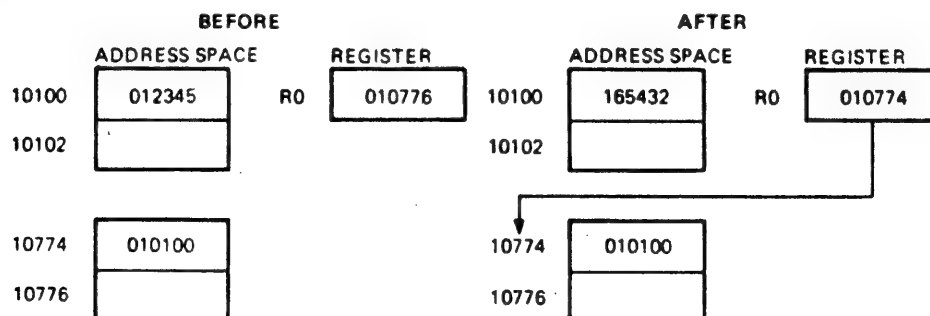 BEFORE AFTER
ADDRESS SPACE REGISTER ADDRESS SPACE REGISTER
10100 012345 R0 010776 10100 165432 R0 010774
10102 10102
10774 010100 10774 010100
10776 10776